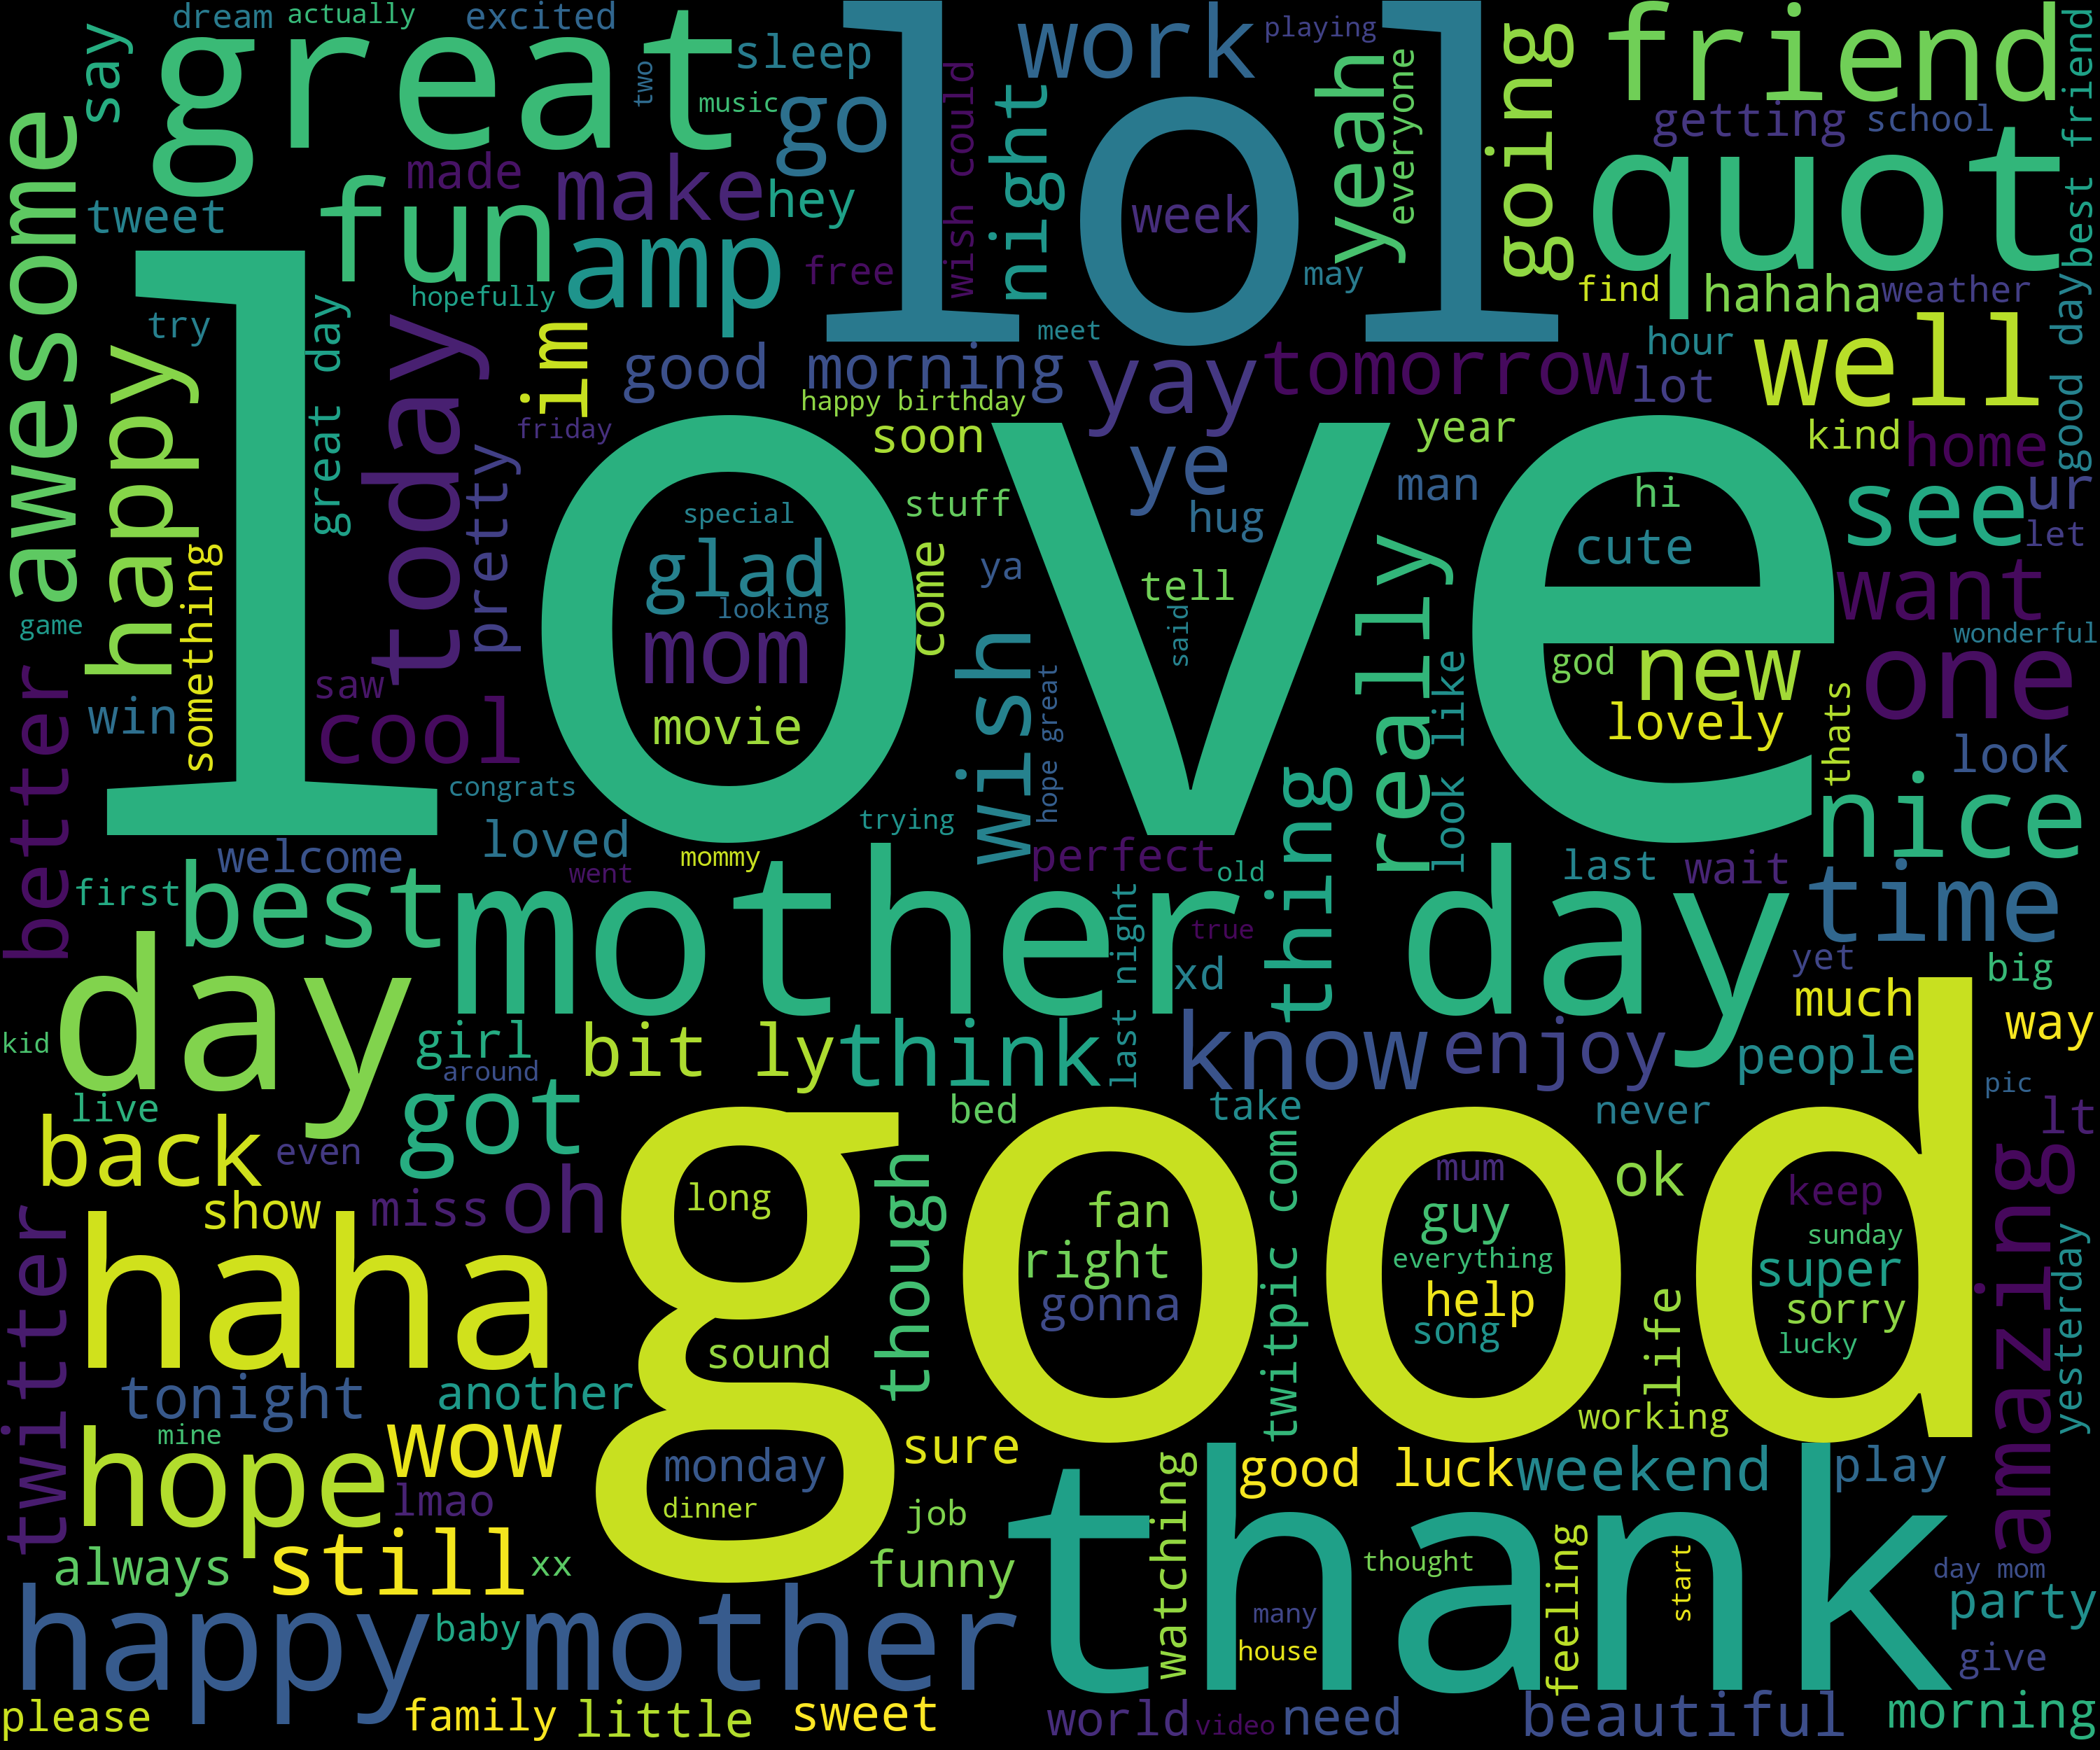 dream actually excited
say great sleep
two music
lol
work playing
yeah everyone
going friend
getting school
best friend
awesome
tweet
made make hey go
fun amp free
wish could night
week may
quot
find hahaha weather
hopefully
try happy
great day today
im
good morning
meet
yay tomorrow
hour lot well
good day
happy birthday
friday
soon year
kind home
pretty
love
special
glad
looking
mom
movie
stuff
ye man
hug
hi
cute
see ur
let
want
something
game
come ya tell
said
wish really
god new
lovely
wonderful
one
better
win saw
cool
congrats
hope great
look like
thats look
nice
welcome loved
mommy trying
went perfect old
thing
last wait
time
first best
mother day
last night true
xd
yet big
day
much way
kid girl
around
bit ly think
know enjoy
people
pic
live got
bed take never
lt
back even
though
twitpic com
ok
amazing
twitter
show miss oh
good
long
fan
right
gonna
mum
guy
everything
help
song
keep
sunday
super
sorry
lucky
yesterday
haha
sound
life
working
tonight another
mine
hope wow
lmao
monday
dinner
sure
job
watching
good luck weekend play
always still xx
funny
thank
thought
feeling
start
day mom
party
happy mother
baby
many
house
give
please family little sweet
world video need
beautiful morning